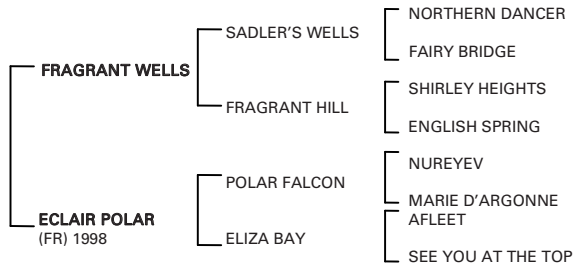 NORTHERN DANCER
SADLER'S WELLS
FAIRY BRIDGE
FRAGRANT WELLS
SHIRLEY HEIGHTS
FRAGRANT HILL
ENGLISH SPRING
NUREYEV
POLAR FALCON
MARIE D'ARGONNE
ECLAIR POLAR
AFLEET
(FR) 1998
ELIZA BAY
SEE YOU AT THE TOP